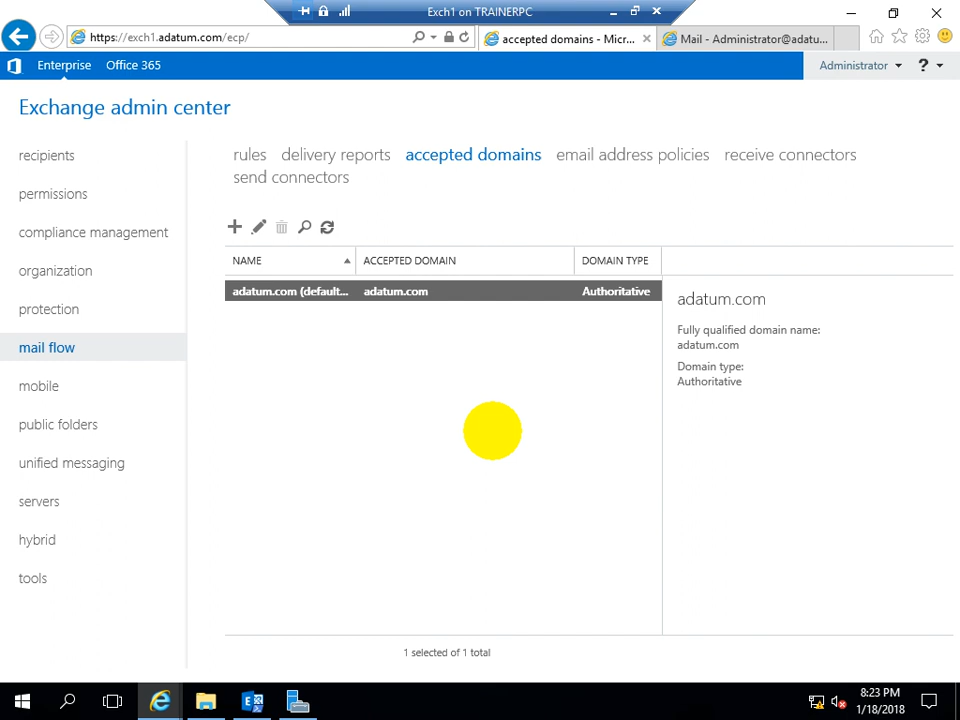 Exch1 on TRAINERPC
https://exch1.adatum.com/ecp/
accepted domains - Micr...
Mail - Administrator@adatu...
Enterprise Office 365
Administrator ?
Exchange admin center
recipients
permissions
compliance management
organization
protection
mail flow
mobile
public folders
unified messaging
servers
hybrid
tools
rules delivery reports accepted domains email address policies receive connectors
send connectors
NAME ACCEPTED DOMAIN DOMAIN TYPE
adatum.com (default... adatum.com Authoritative
adatum.com
Fully qualified domain name:
adatum.com
Domain type:
Authoritative
1 selected of 1 total
8:23 PM
1/18/2018